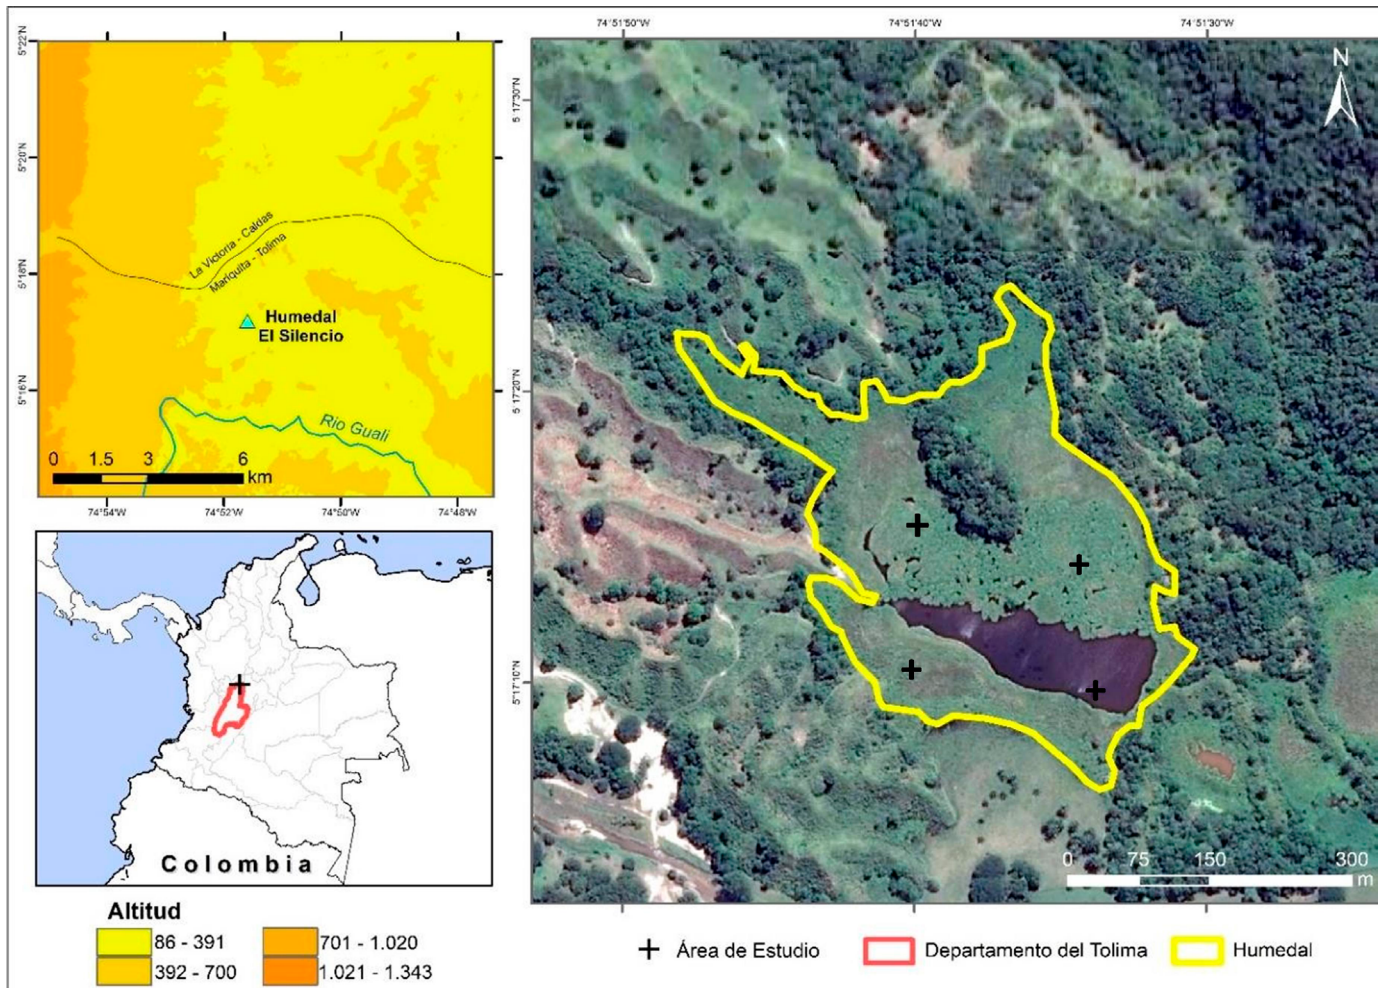 5°22'N
5°20'N
5°18'N
5°16'N
La Victoria - Caldas
Mariquita - Tolima
Humedal
El Silencio
Rio Guali
0 1.5 3 6
km
74°54'W 74°52'W 74°50'W 74°48'W
Colombia
Altitud
86 - 391
392 - 700
701 - 1.020
1.021 - 1.343
74°51'50"W 74°51'40"W 74°51'30"W
5°17'30"N
5°17'20"N
5°17'10"N
N
0 75 150 300
m
Área de Estudio
Departamento del Tolima
Humedal